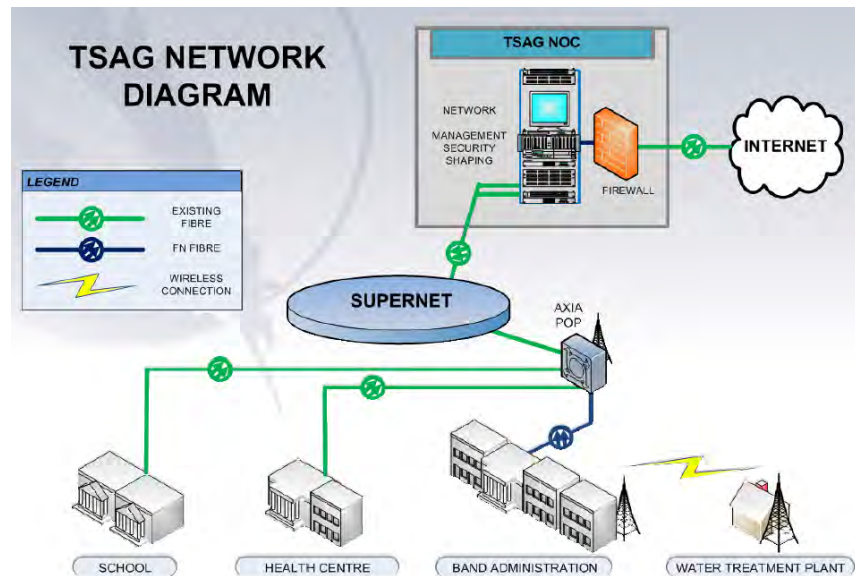 TSAG NETWORK
DIAGRAM
TSAG NOC
NETWORK
MANAGEMENT
SECURITY
SHAPING
FIREWALL
INTERNET
LEGEND
EXISTING
FIBRE
FN FIBRE
WIRELESS
CONNECTION
SUPERNET
AXIA
POP
SCHOOL
HEALTH CENTRE
BAND ADMINISTRATION
WATER TREATMENT PLANT